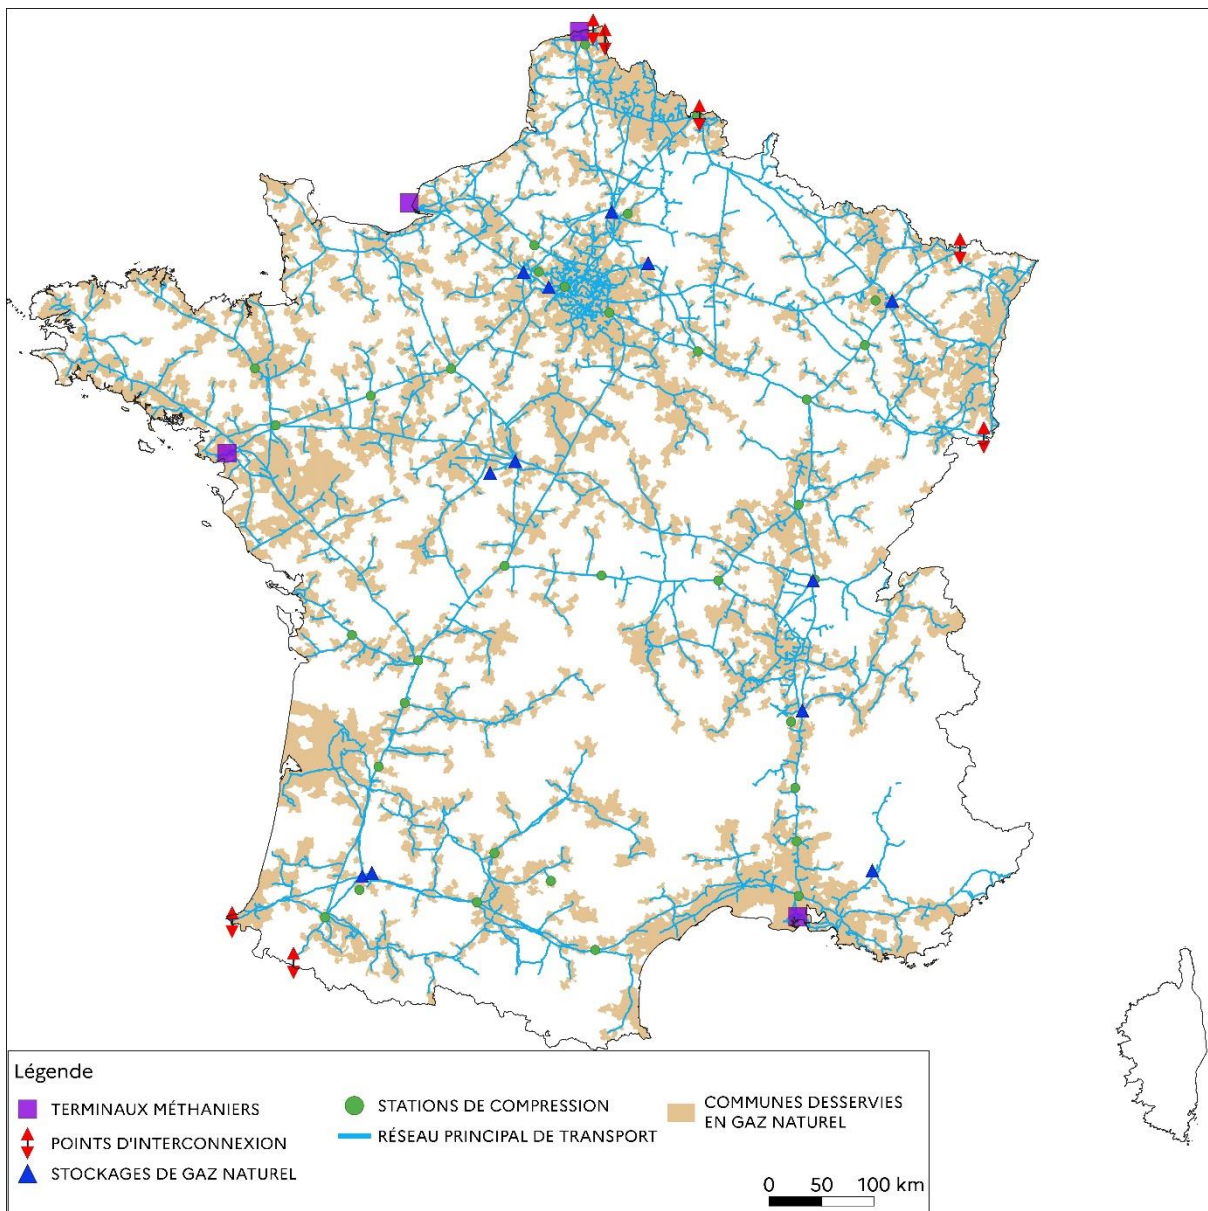 Légende
TERMINAUX MÉTHANIERS
POINTS D'INTERCONNEXION
STOCKAGES DE GAZ NATUREL
STATIONS DE COMPRESSION
RÉSEAU PRINCIPAL DE TRANSPORT
COMMUNES DESSERVIES
EN GAZ NATUREL
0 50 100 km